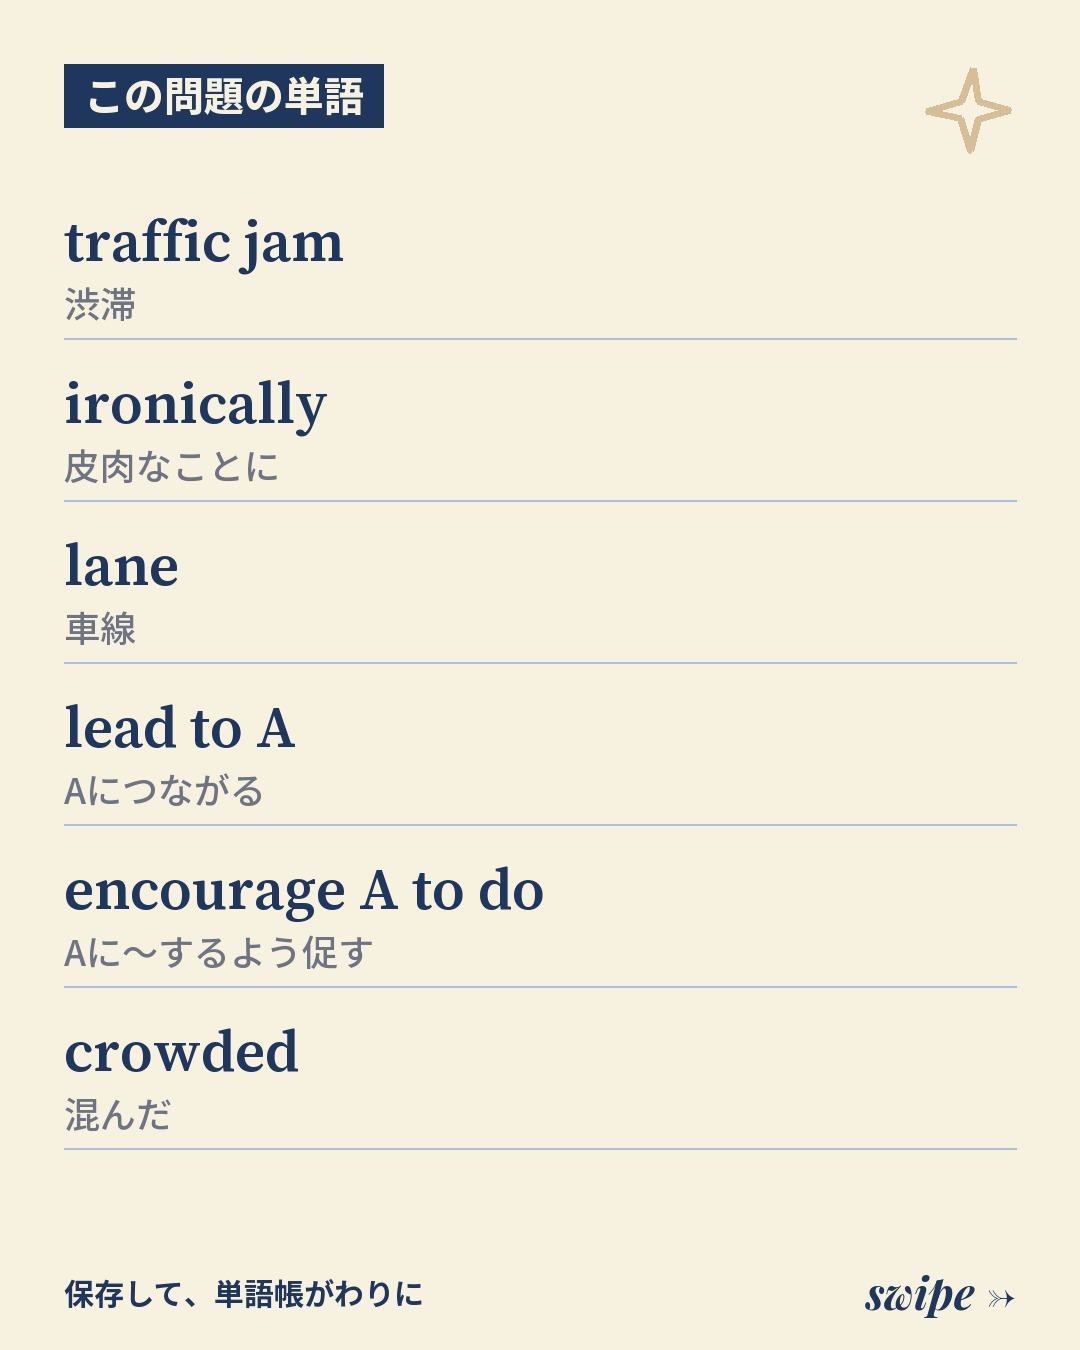 この問題の単語
traffic jam
渋滞
ironically
皮肉なことに
lane
車線
lead to A
Aにつながる
encourage A to do
Aに〜するよう促す
crowded
混んだ
保存して、単語帳がわりに
swipe